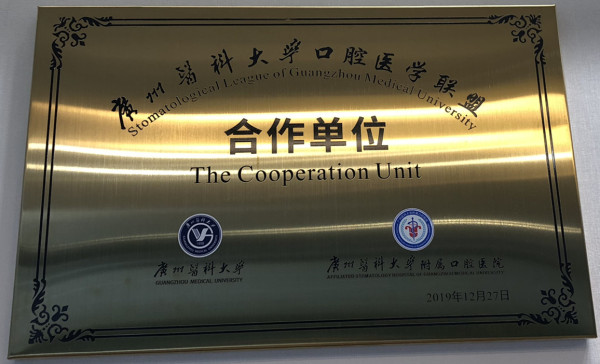 廣州醫科大學口腔医学联盟
Stomatological League of Guangzhou Medical University
合作单位
The Cooperation Unit
廣州醫科大學
GUANGZHOU MEDICAL UNIVERSITY
廣州醫科大學附属口腔医院
2019年12月27日